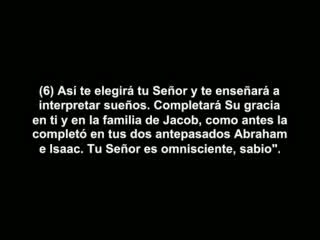 (6) Así te elegirá tu Señor y te enseñará a
interpretar sueños. Completará Su gracia
en ti y en la familia de Jacob, como antes la
completó en tus dos antepasados Abraham
e Isaac. Tu Señor es omnisciente, sabio".